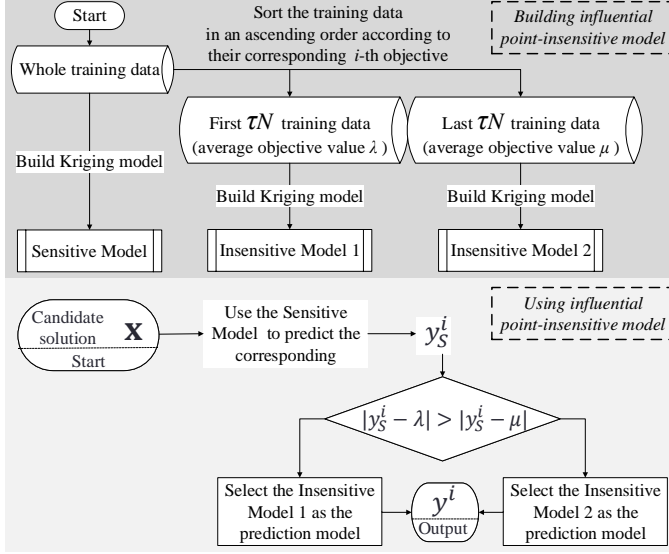 Start
Sort the training data
in an ascending order according to
their corresponding i-th objective
Building influential
point-insensitive model
Whole training data
First τN training data
(average objective value λ )
Last τN training data
(average objective value μ )
Build Kriging model
Build Kriging model
Build Kriging model
Sensitive Model
Insensitive Model 1
Insensitive Model 2
Using influential
point-insensitive model
Candidate
solution X
Start
Use the Sensitive
Model to predict the
corresponding
y_S^i
|y_S^i − λ| > |y_S^i − μ|
Select the Insensitive
Model 1 as the
prediction model
y^i
Output
Select the Insensitive
Model 2 as the
prediction model